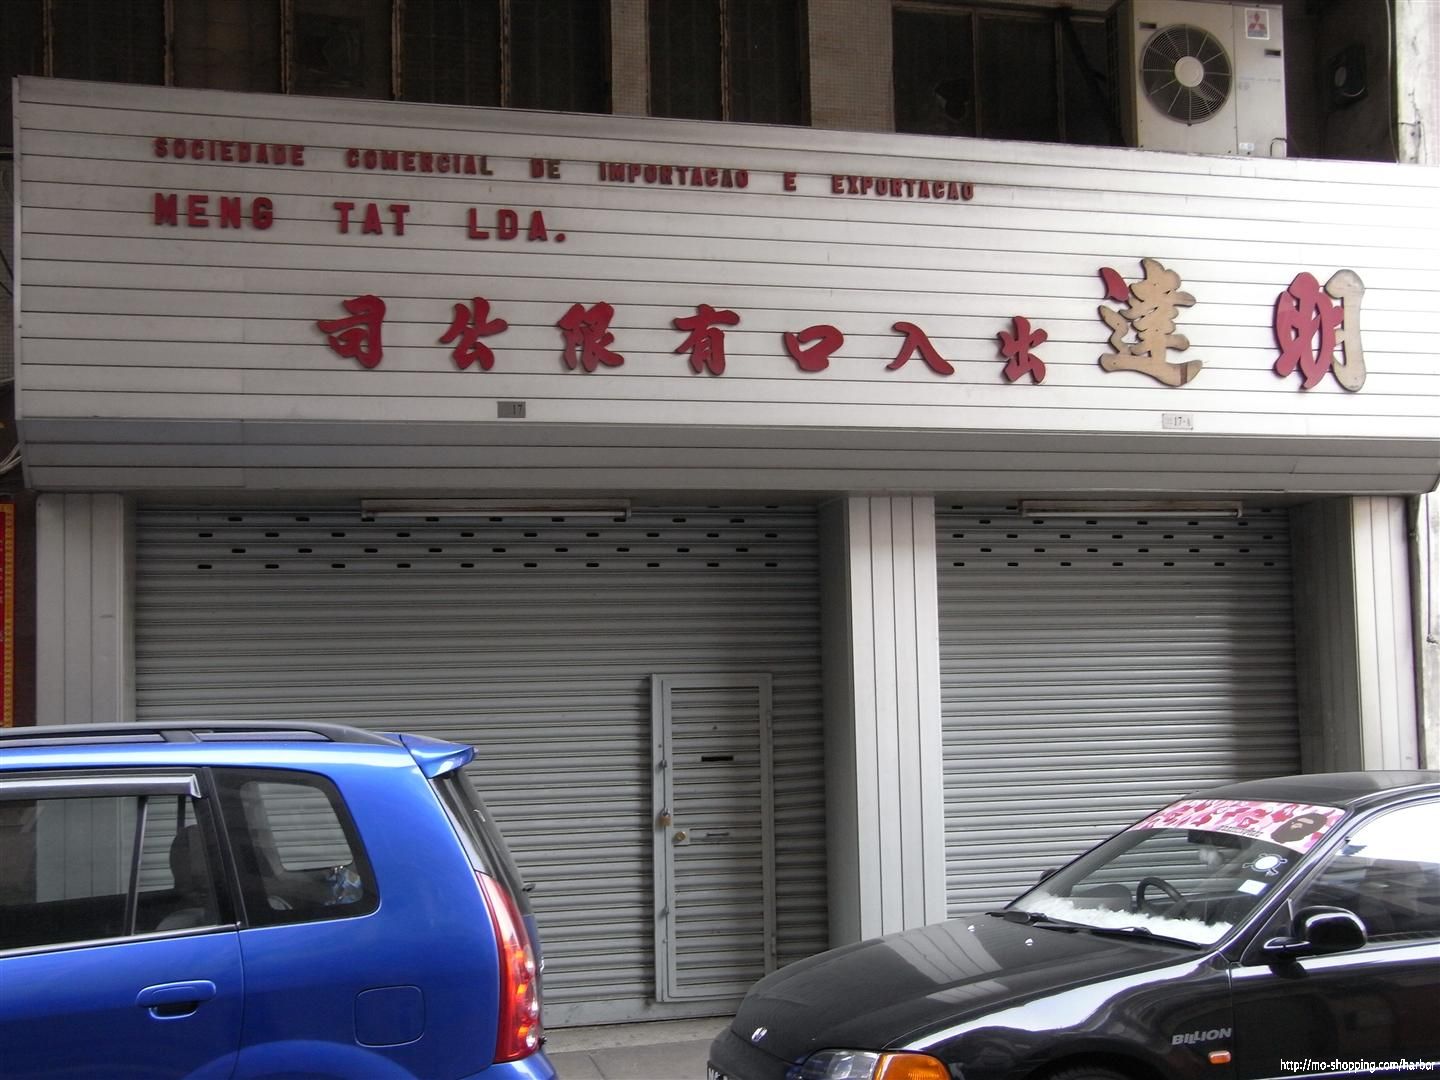 SOCIEDADE COMERCIAL DE IMPORTACAO E EXPORTACAO
MENG TAT LDA.
明達出入口有限公司
17
17-A
BILLION
http://mo-shopping.com/harbor